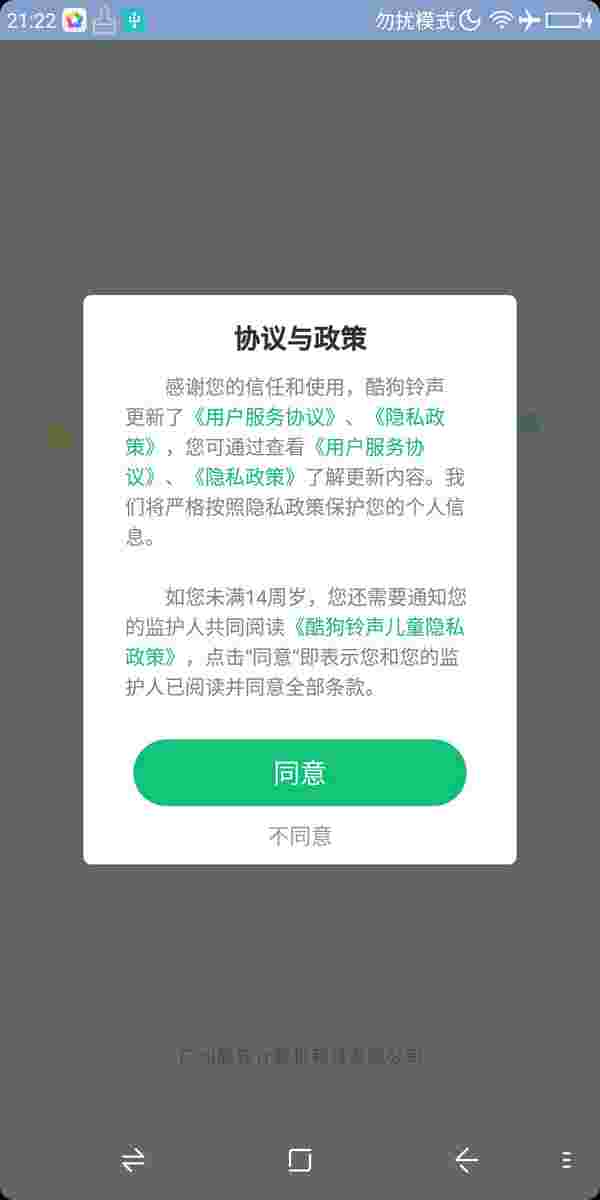 21:22
勿扰模式
协议与政策
感谢您的信任和使用，酷狗铃声
更新了《用户服务协议》、《隐私政
策》，您可通过查看《用户服务协
议》、《隐私政策》了解更新内容。我
们将严格按照隐私政策保护您的个人信
息。
如您未满14周岁，您还需要通知您
的监护人共同阅读《酷狗铃声儿童隐私
政策》，点击“同意”即表示您和您的监
护人已阅读并同意全部条款。
同意
不同意